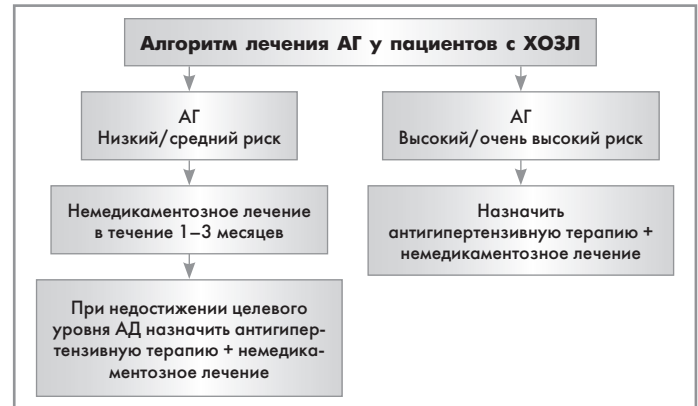 Алгоритм лечения АГ у пациентов с ХОЗЛ
АГ
Низкий/средний риск
Немедикаментозное лечение
в течение 1–3 месяцев
При недостижении целевого
уровня АД назначить антигипер-
тензивную терапию + немедика-
ментозное лечение
АГ
Высокий/очень высокий риск
Назначить
антигипертензивную терапию +
немедикаментозное лечение